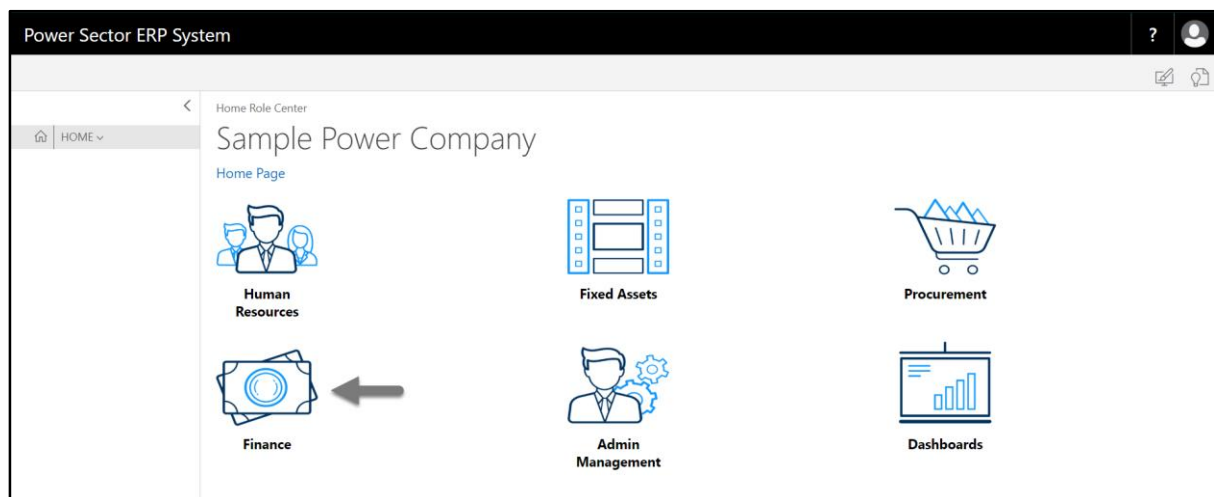 Power Sector ERP System
?
HOME
Home Role Center
Sample Power Company
Home Page
Human
Resources
Fixed Assets
Procurement
Finance
Admin
Management
Dashboards